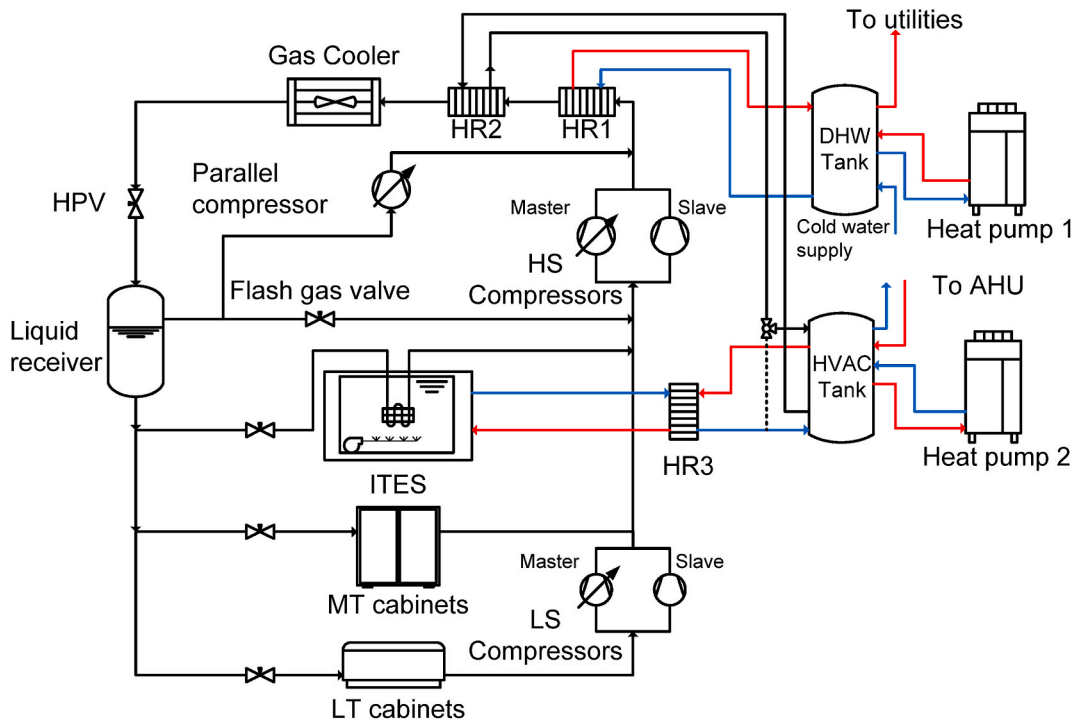 To utilities
Gas Cooler
HR2
HR1
DHW
Tank
HPV
Parallel
compressor
Master
Slave
Cold water
supply
Heat pump 1
HS
Compressors
Flash gas valve
To AHU
Liquid
receiver
HVAC
Tank
HR3
Heat pump 2
ITES
Master
Slave
MT cabinets
LS
Compressors
LT cabinets